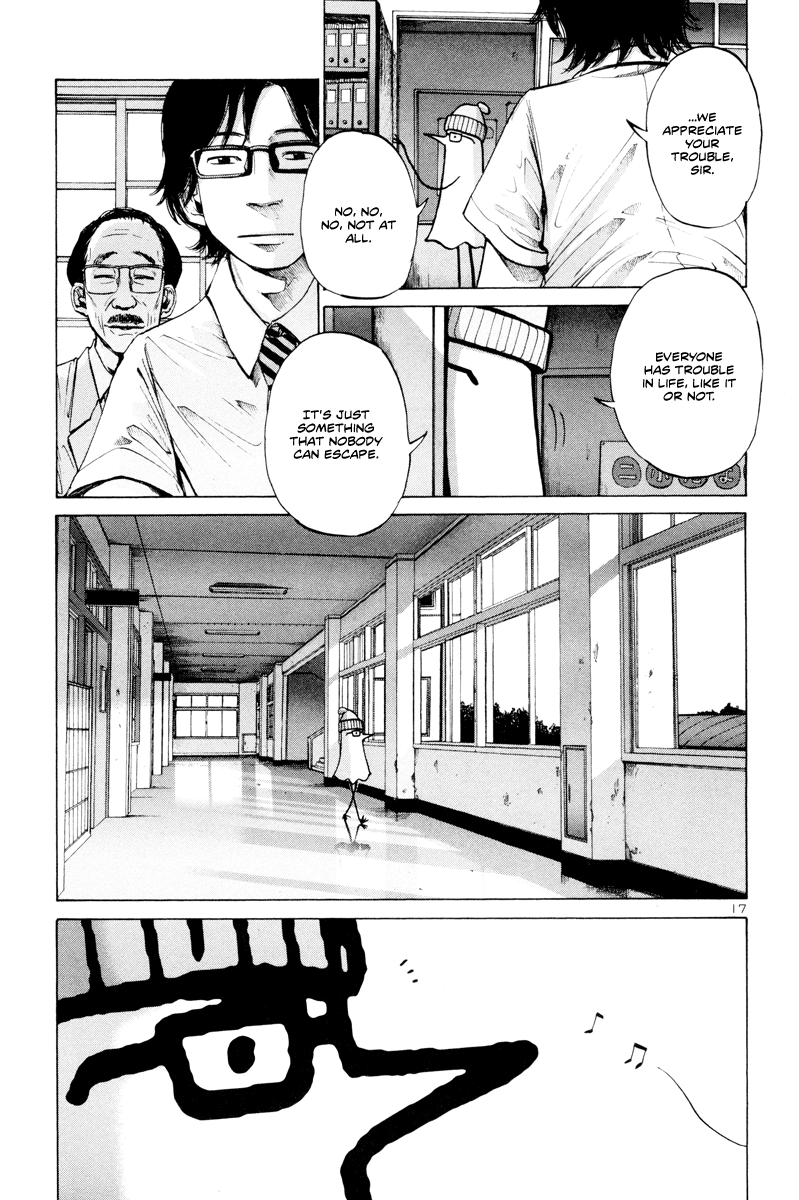 ...WE
APPRECIATE
YOUR
TROUBLE,
SIR.
NO, NO,
NO, NOT AT
ALL.
EVERYONE
HAS TROUBLE
IN LIFE, LIKE IT
OR NOT.
IT'S JUST
SOMETHING
THAT NOBODY
CAN ESCAPE.
17